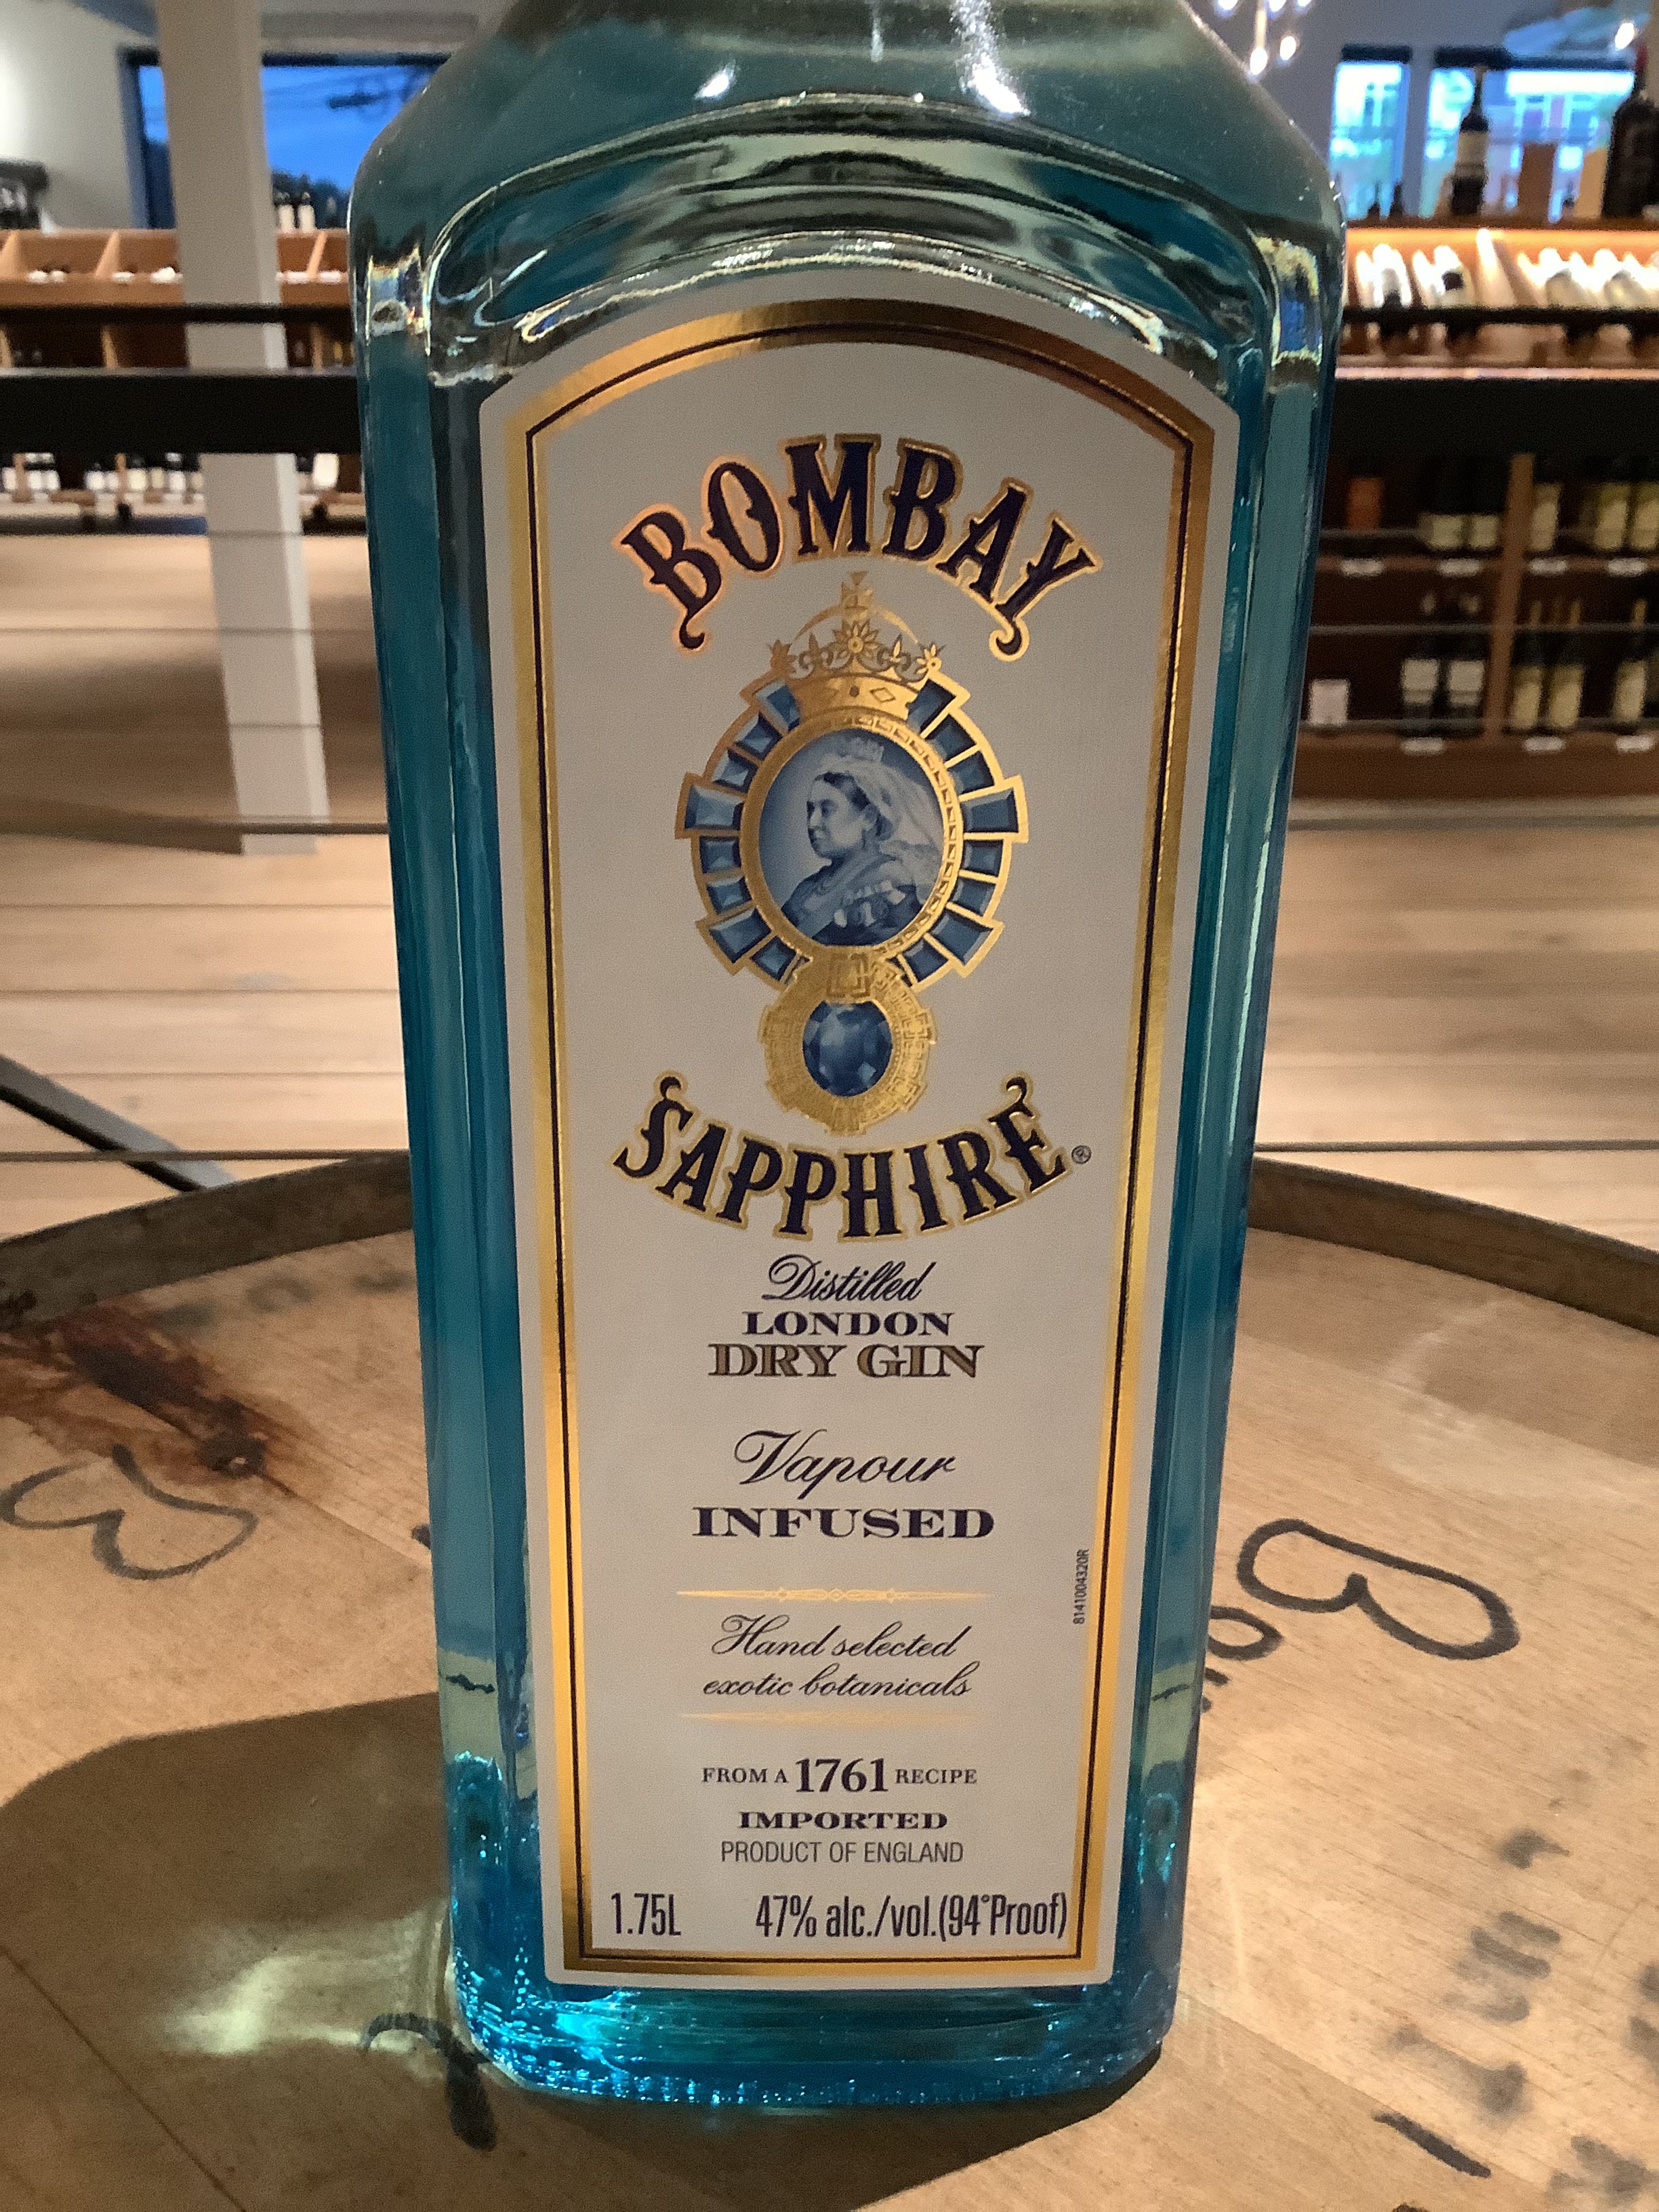 BOMBAY
SAPPHIRE®
Distilled
LONDON
DRY GIN
Vapour
INFUSED
8141004320R
Hand selected
exotic botanicals
FROM A 1761 RECIPE
IMPORTED
PRODUCT OF ENGLAND
1.75L 47% alc./vol.(94°Proof)